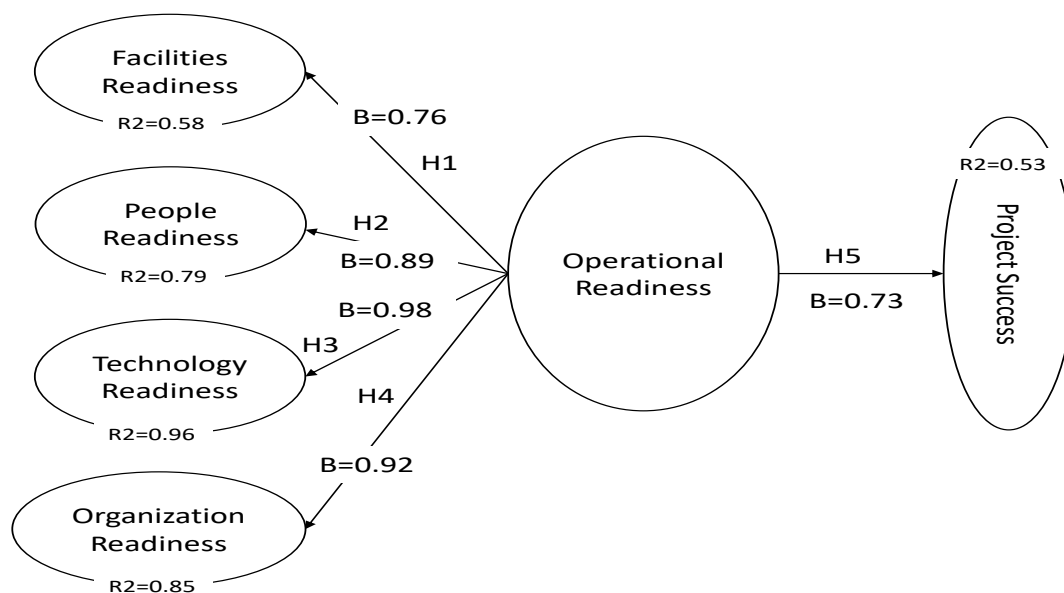 Facilities
Readiness
R2=0.58
B=0.76
H1
People
Readiness
R2=0.79
H2
B=0.89
B=0.98
H3
Technology
Readiness
R2=0.96
H4
B=0.92
Organization
Readiness
R2=0.85
Operational
Readiness
H5
B=0.73
R2=0.53
Project Success